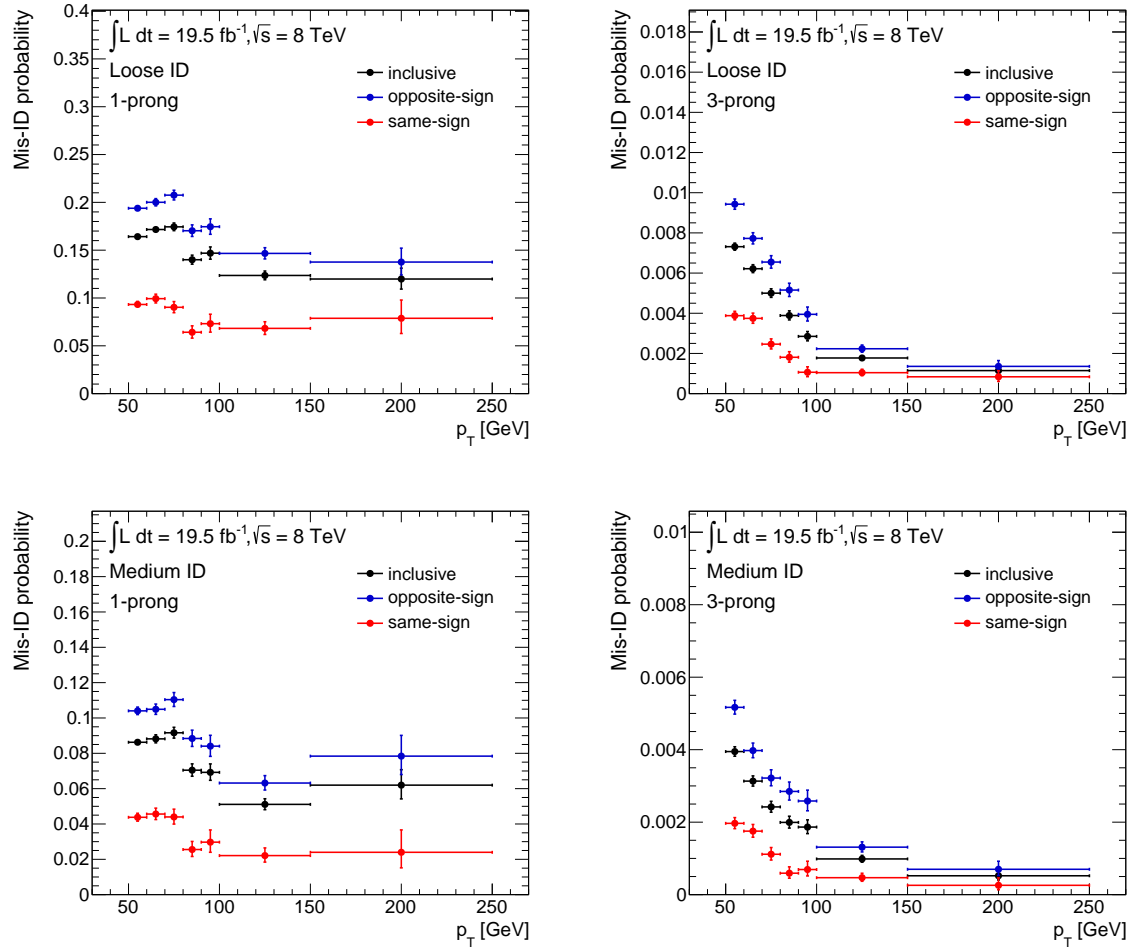 ∫L dt = 19.5 fb⁻¹,√s = 8 TeV
Loose ID
1-prong
inclusive
opposite-sign
same-sign
Mis-ID probability
0.4
0.35
0.3
0.25
0.2
0.15
0.1
0.05
0
50 100 150 200 250
p_T [GeV]
∫L dt = 19.5 fb⁻¹,√s = 8 TeV
Loose ID
3-prong
inclusive
opposite-sign
same-sign
Mis-ID probability
0.018
0.016
0.014
0.012
0.01
0.008
0.006
0.004
0.002
0
50 100 150 200 250
p_T [GeV]
∫L dt = 19.5 fb⁻¹,√s = 8 TeV
Medium ID
1-prong
inclusive
opposite-sign
same-sign
Mis-ID probability
0.2
0.18
0.16
0.14
0.12
0.1
0.08
0.06
0.04
0.02
0
50 100 150 200 250
p_T [GeV]
∫L dt = 19.5 fb⁻¹,√s = 8 TeV
Medium ID
3-prong
inclusive
opposite-sign
same-sign
Mis-ID probability
0.01
0.008
0.006
0.004
0.002
0
50 100 150 200 250
p_T [GeV]